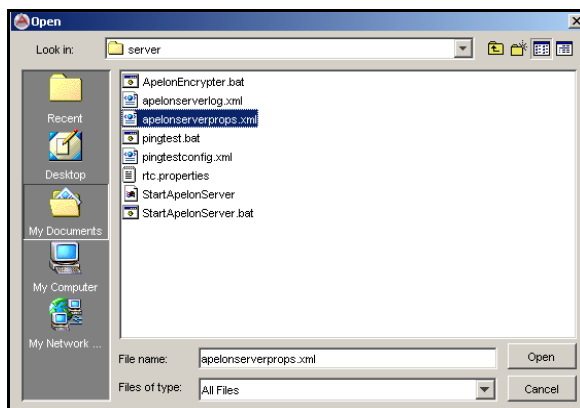 Open
Look in:
server
Recent
Desktop
My Documents
My Computer
My Network ...
ApelonEncrypter.bat
apelonserverlog.xml
apelonserverprops.xml
pingtest.bat
pingtestconfig.xml
rtc.properties
StartApelonServer
StartApelonServer.bat
File name:
apelonserverprops.xml
Open
Files of type:
All Files
Cancel